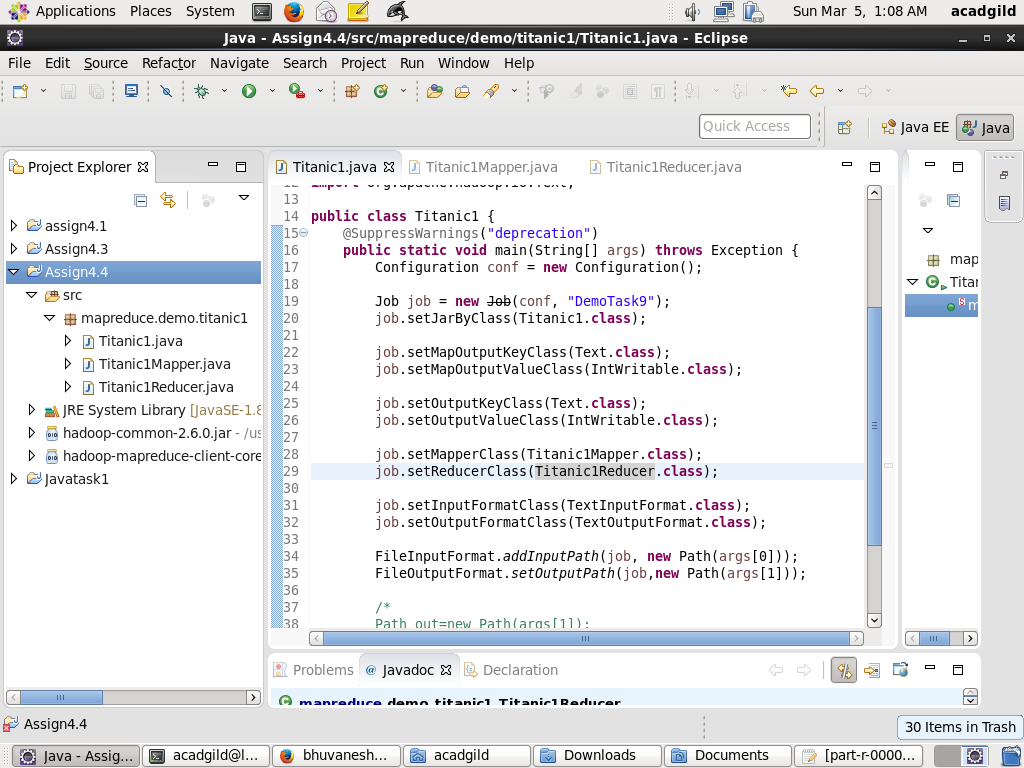 Applications Places System Sun Mar 5, 1:08 AM acadgild
Java - Assign4.4/src/mapreduce/demo/titanic1/Titanic1.java - Eclipse
File Edit Source Refactor Navigate Search Project Run Window Help
Quick Access Java EE Java
Project Explorer
assign4.1
Assign4.3
Assign4.4
src
mapreduce.demo.titanic1
Titanic1.java
Titanic1Mapper.java
Titanic1Reducer.java
JRE System Library [JavaSE-1.8
hadoop-common-2.6.0.jar - /us
hadoop-mapreduce-client-core
Javatask1
Titanic1.java Titanic1Mapper.java Titanic1Reducer.java
12 import org.apache.hadoop.io.Text;
13
14 public class Titanic1 {
15 @SuppressWarnings("deprecation")
16 public static void main(String[] args) throws Exception {
17 Configuration conf = new Configuration();
18
19 Job job = new Job(conf, "DemoTask9");
20 job.setJarByClass(Titanic1.class);
21
22 job.setMapOutputKeyClass(Text.class);
23 job.setMapOutputValueClass(IntWritable.class);
24
25 job.setOutputKeyClass(Text.class);
26 job.setOutputValueClass(IntWritable.class);
27
28 job.setMapperClass(Titanic1Mapper.class);
29 job.setReducerClass(Titanic1Reducer.class);
30
31 job.setInputFormatClass(TextInputFormat.class);
32 job.setOutputFormatClass(TextOutputFormat.class);
33
34 FileInputFormat.addInputPath(job, new Path(args[0]));
35 FileOutputFormat.setOutputPath(job,new Path(args[1]));
36
37 /*
38 Path out=new Path(args[1]);
map
Titar
S m
Problems @ Javadoc Declaration
mapreduce.demo.titanic1.Titanic1Reducer
Assign4.4
30 Items in Trash
Java - Assig... acadgild@l... bhuvanesh... acadgild Downloads Documents [part-r-0000...